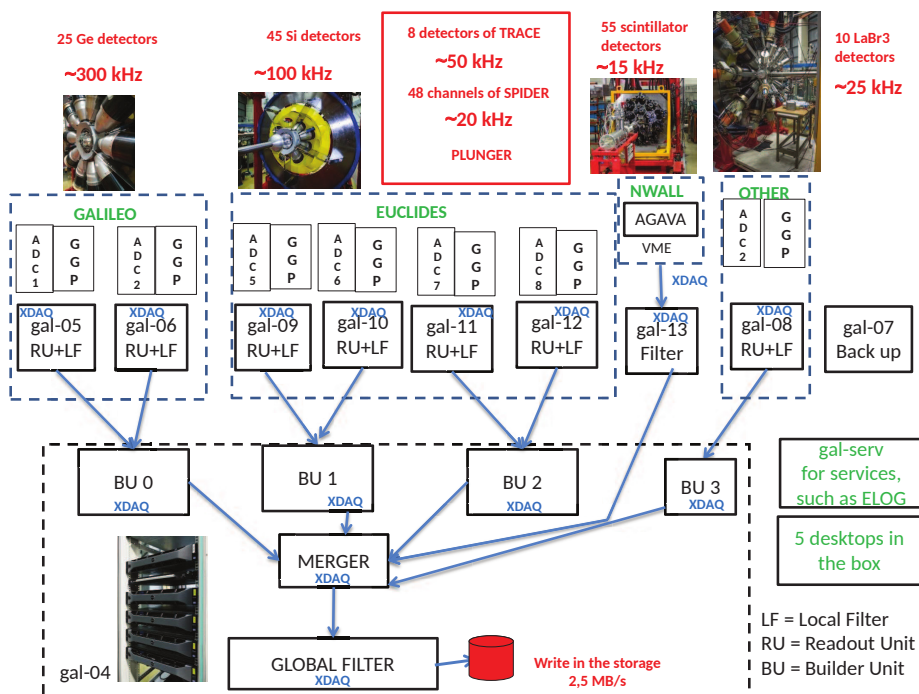 25 Ge detectors
~300 kHz
45 Si detectors
~100 kHz
8 detectors of TRACE
~50 kHz
48 channels of SPIDER
~20 kHz
PLUNGER
55 scintillator
detectors
~15 kHz
10 LaBr3
detectors
~25 kHz
GALILEO
EUCLIDES
NWALL
OTHER
ADC1
GGP
ADC2
GGP
ADC5
GGP
ADC6
GGP
ADC7
GGP
ADC8
GGP
AGAVA
VME
XDAQ
ADC2
GGP
XDAQ
gal-05
RU+LF
XDAQ
gal-06
RU+LF
XDAQ
gal-09
RU+LF
XDAQ
gal-10
RU+LF
XDAQ
gal-11
RU+LF
XDAQ
gal-12
RU+LF
XDAQ
gal-13
Filter
XDAQ
gal-08
RU+LF
gal-07
Back up
BU 0
XDAQ
BU 1
XDAQ
BU 2
XDAQ
BU 3
XDAQ
gal-serv
for services,
such as ELOG
5 desktops in
the box
MERGER
XDAQ
GLOBAL FILTER
XDAQ
gal-04
Write in the storage
2,5 MB/s
LF = Local Filter
RU = Readout Unit
BU = Builder Unit